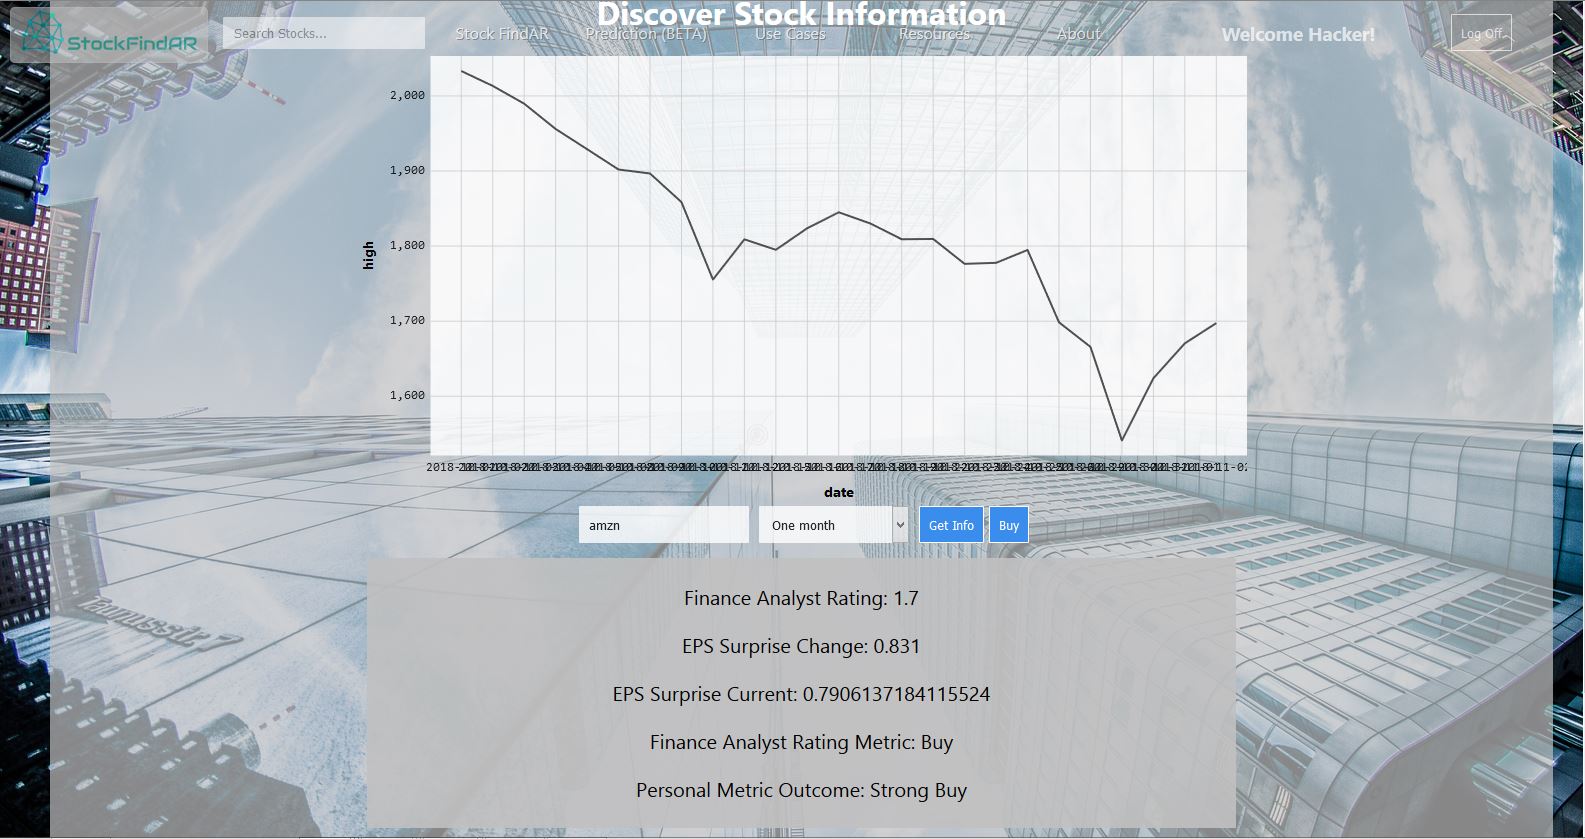 Discover Stock Information
StockFindAR
Search Stocks...
Stock FindAR
Prediction (BETA)
Use Cases
Resources
About
Welcome Hacker!
Log Off
2,000
1,900
1,800
1,700
1,600
high
date
amzn
One month
Get Info
Buy
Finance Analyst Rating: 1.7
EPS Surprise Change: 0.831
EPS Surprise Current: 0.7906137184115524
Finance Analyst Rating Metric: Buy
Personal Metric Outcome: Strong Buy